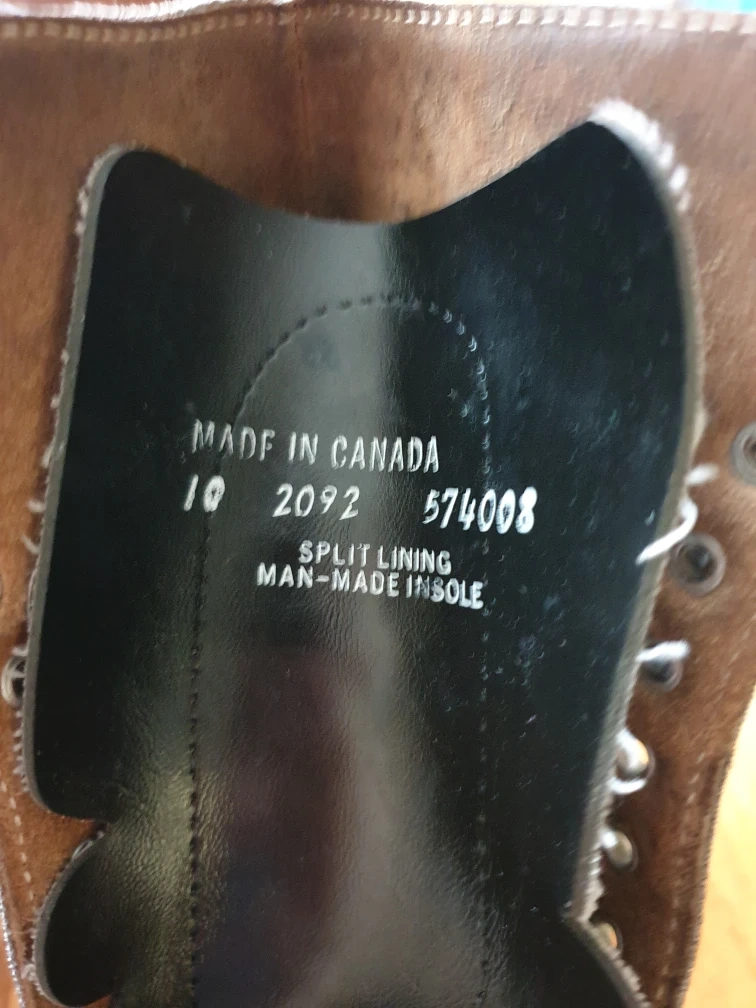 MADE IN CANADA
10 2092 574008
SPLIT LINING
MAN-MADE INSOLE